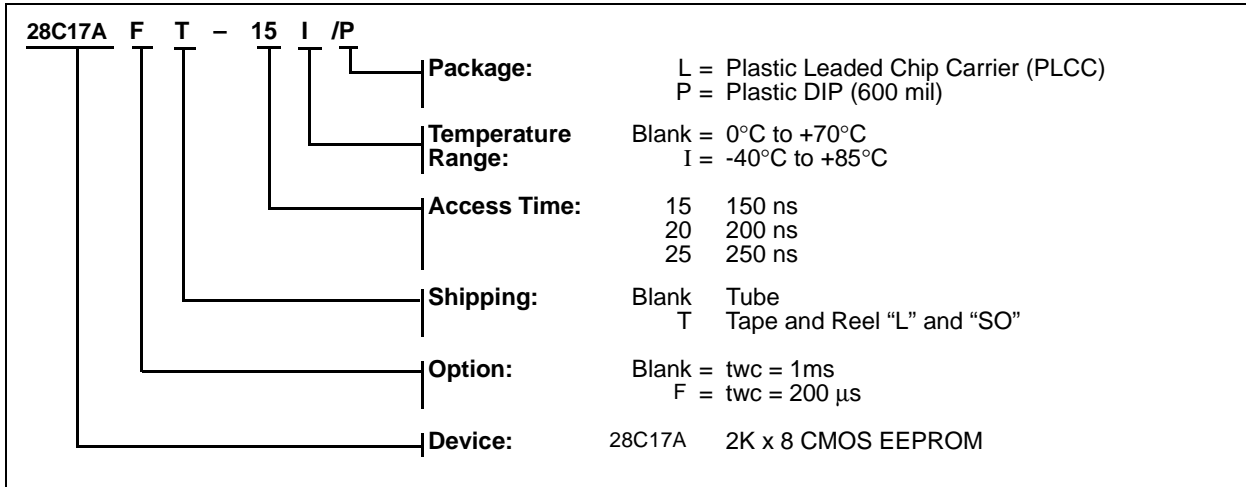 28C17A F T – 15 I /P
Package: L = Plastic Leaded Chip Carrier (PLCC)
P = Plastic DIP (600 mil)
Temperature Blank = 0°C to +70°C
Range: I = -40°C to +85°C
Access Time: 15 150 ns
20 200 ns
25 250 ns
Shipping: Blank Tube
T Tape and Reel “L” and “SO”
Option: Blank = twc = 1ms
F = twc = 200 μs
Device: 28C17A 2K x 8 CMOS EEPROM